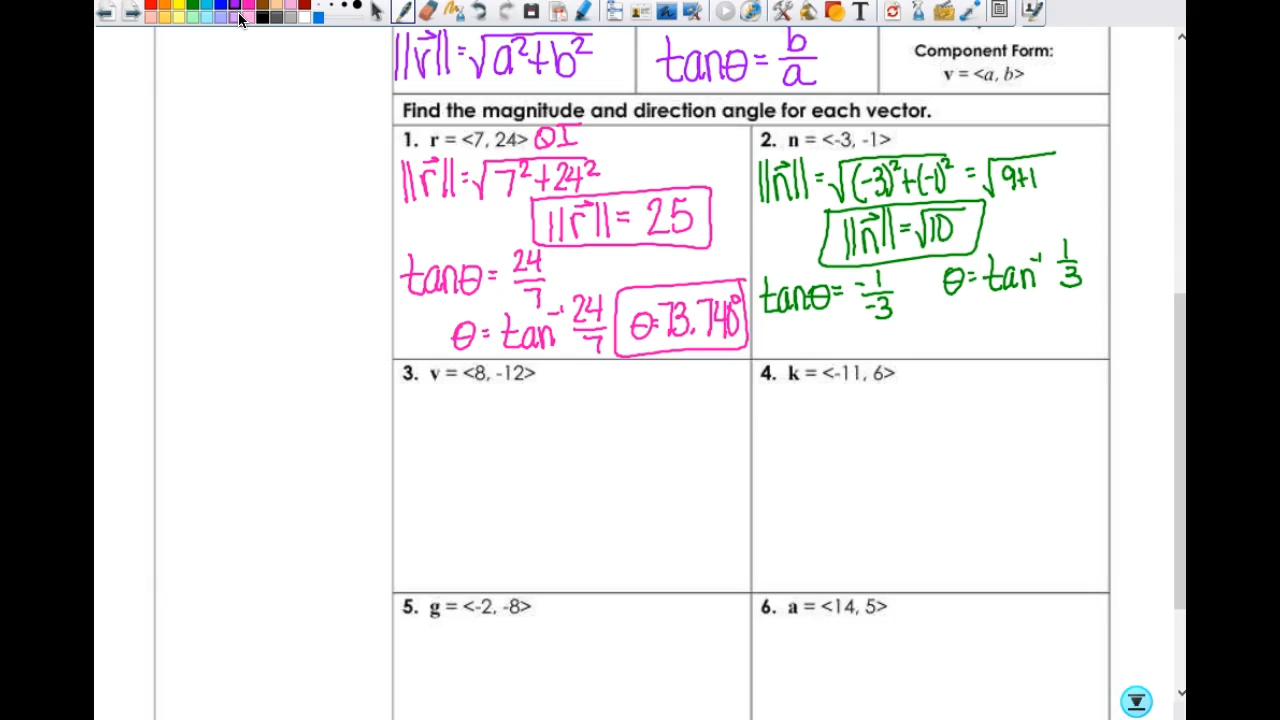 ||v⃗|| = √a² + b²
tanθ = b/a
Component Form:
v = <a, b>
Find the magnitude and direction angle for each vector.
1. r = <7, 24> QI
||r⃗|| = √7² + 24²
||r⃗|| = 25
tanθ = 24/7
θ = tan⁻¹ 24/7
θ = 73.740°
2. n = <-3, -1>
||n⃗|| = √(-3)² + (-1)² = √9+1
||n⃗|| = √10
tanθ = -1/-3
θ = tan⁻¹ 1/3
3. v = <8, -12>
4. k = <-11, 6>
5. g = <-2, -8>
6. a = <14, 5>